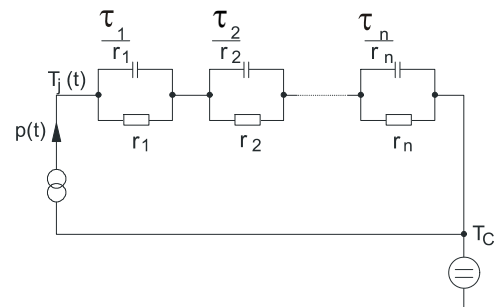 τ1/r1 τ2/r2 τn/rn
Tj(t)
p(t)
r1 r2 rn
TC